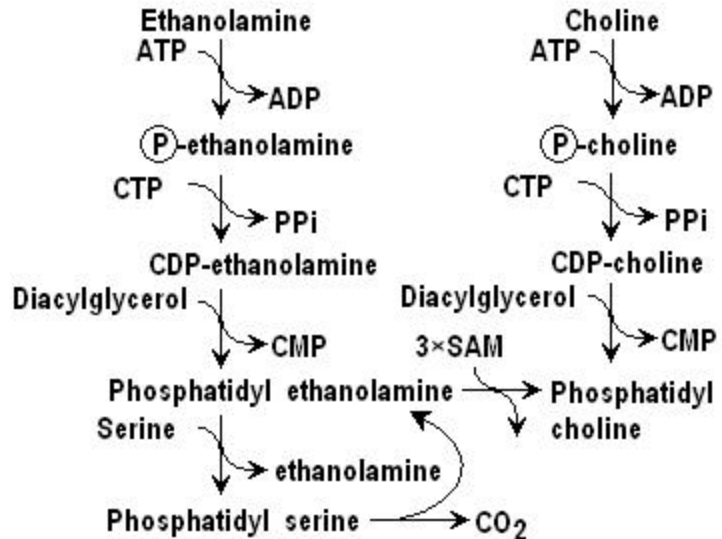 Ethanolamine Choline
ATP ATP
ADP ADP
P-ethanolamine P-choline
CTP CTP
PPi PPi
CDP-ethanolamine CDP-choline
Diacylglycerol Diacylglycerol
CMP 3×SAM CMP
Phosphatidyl ethanolamine Phosphatidyl
Serine choline
ethanolamine
Phosphatidyl serine CO2